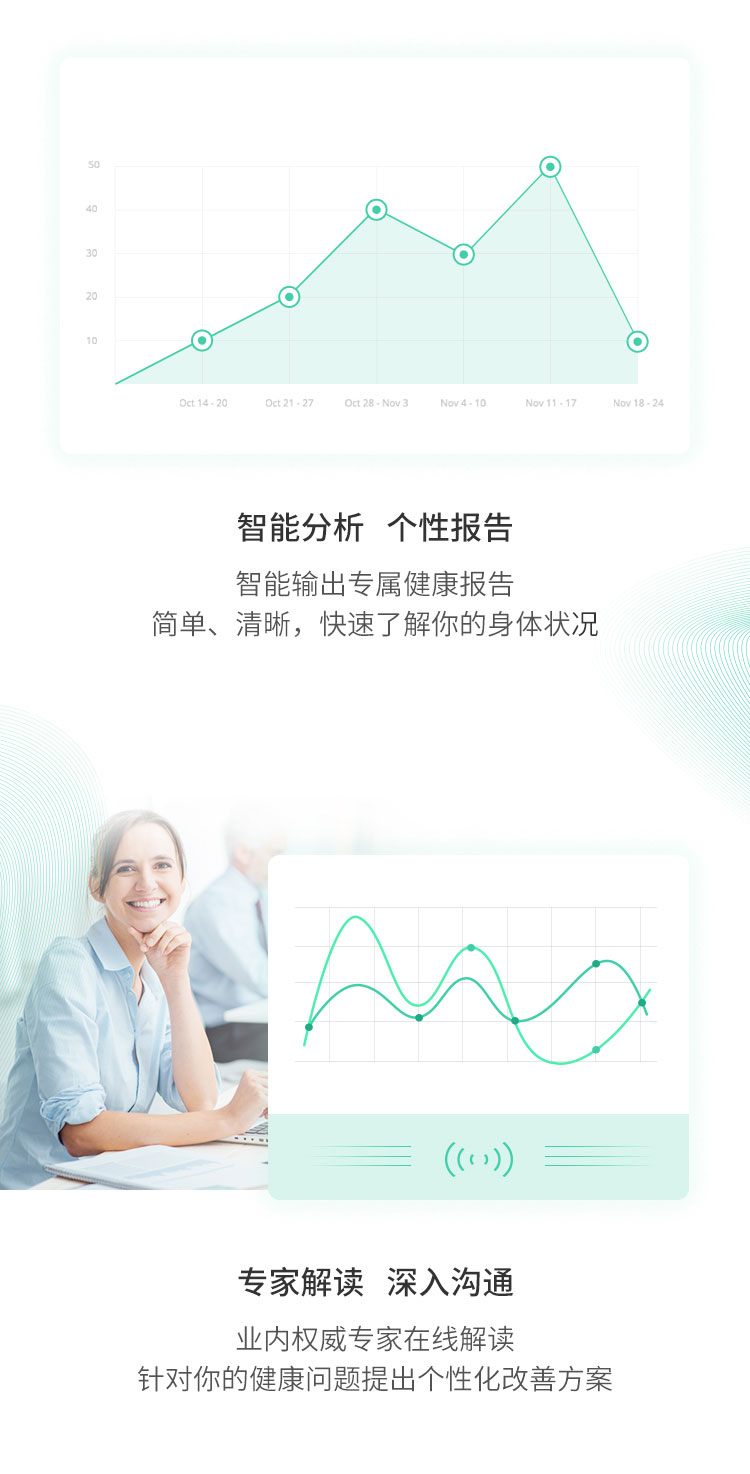 50
40
30
20
10
Oct 14 - 20
Oct 21 - 27
Oct 28 - Nov 3
Nov 4 - 10
Nov 11 - 17
Nov 18 - 24
智能分析 个性报告
智能输出专属健康报告
简单、清晰，快速了解你的身体状况
专家解读 深入沟通
业内权威专家在线解读
针对你的健康问题提出个性化改善方案